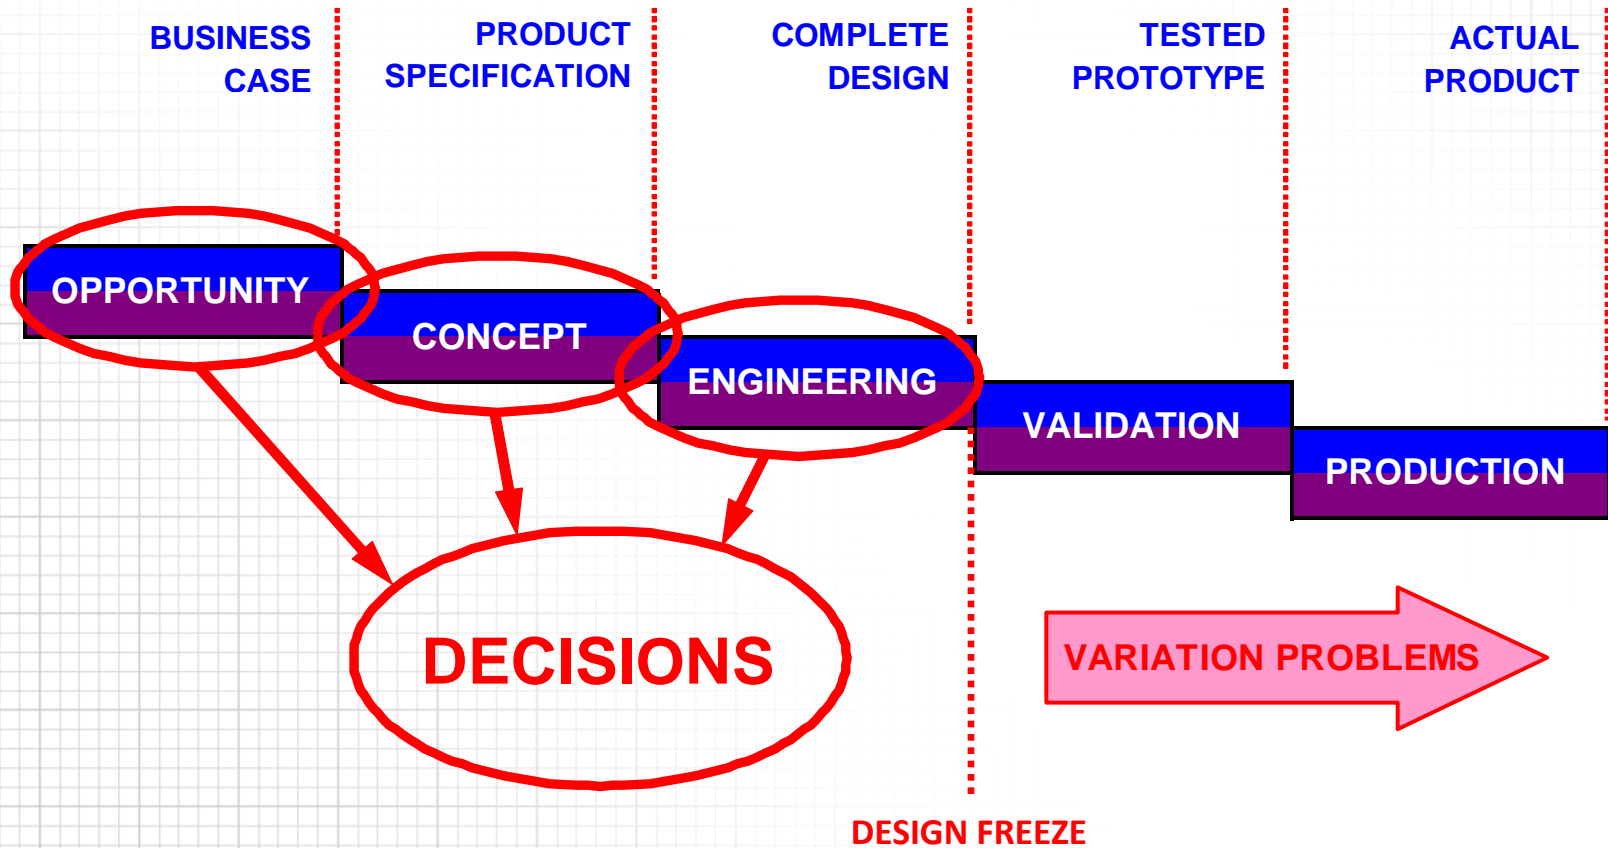 BUSINESS
CASE
PRODUCT
SPECIFICATION
COMPLETE
DESIGN
TESTED
PROTOTYPE
ACTUAL
PRODUCT
OPPORTUNITY
CONCEPT
ENGINEERING
VALIDATION
PRODUCTION
DECISIONS
VARIATION PROBLEMS
DESIGN FREEZE